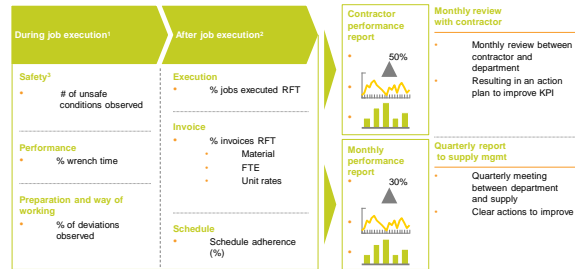 During job execution¹
After job execution²
Safety³
• # of unsafe
conditions observed
Performance
• % wrench time
Preparation and way of
working
• % of deviations
observed
Execution
• % jobs executed RFT
Invoice
• % invoices RFT
• Material
• FTE
• Unit rates
Schedule
• Schedule adherence
(%)
Contractor
performance
report
50%
Monthly
performance
report
30%
Monthly review
with contractor
• Monthly review between
contractor and
department
• Resulting in an action
plan to improve KPI
Quarterly report
to supply mgmt
• Quarterly meeting
between department
and supply
• Clear actions to improve